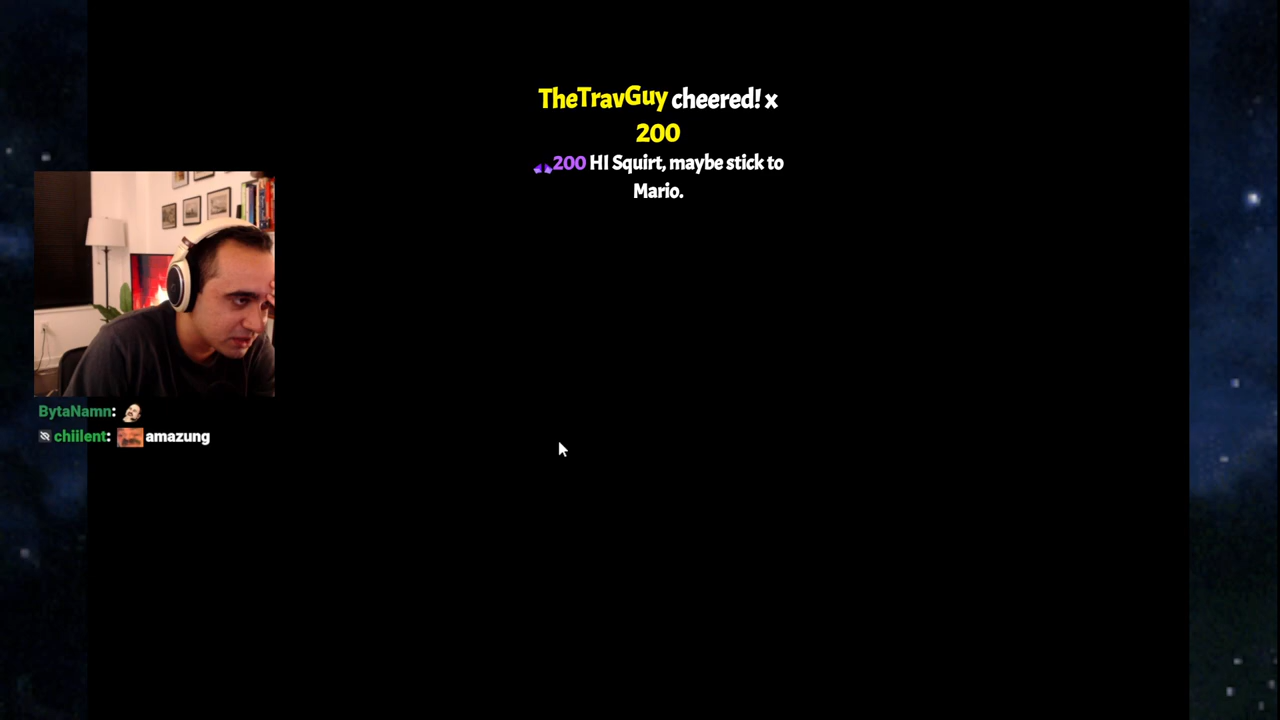 TheTravGuy cheered! x
200
200 HI Squirt, maybe stick to
Mario.
BytaNamn:
chiilent: amazung